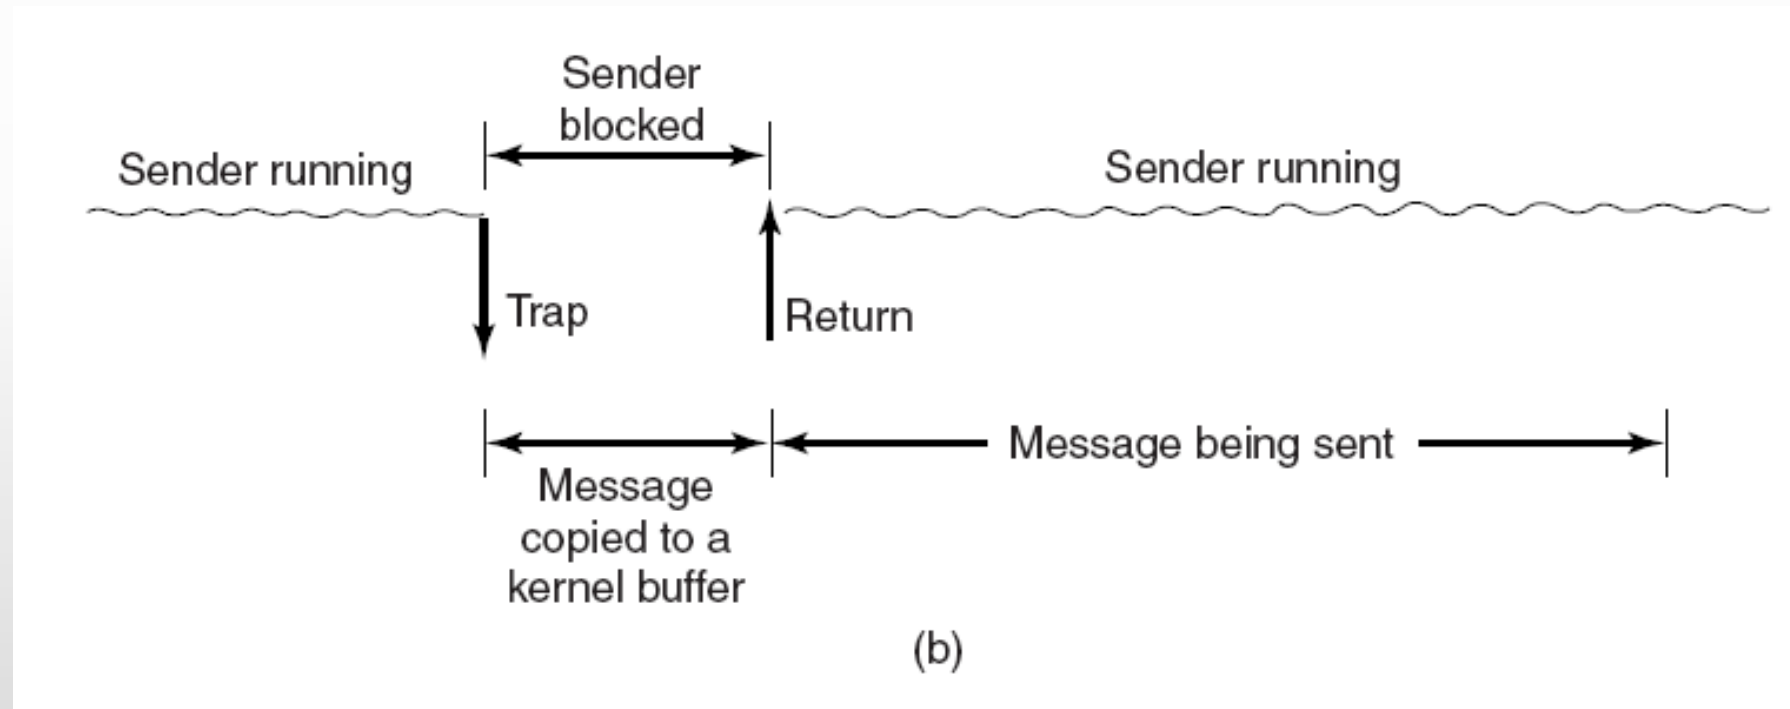 Sender
blocked
Sender running
Sender running
Trap
Return
Message being sent
Message
copied to a
kernel buffer
(b)